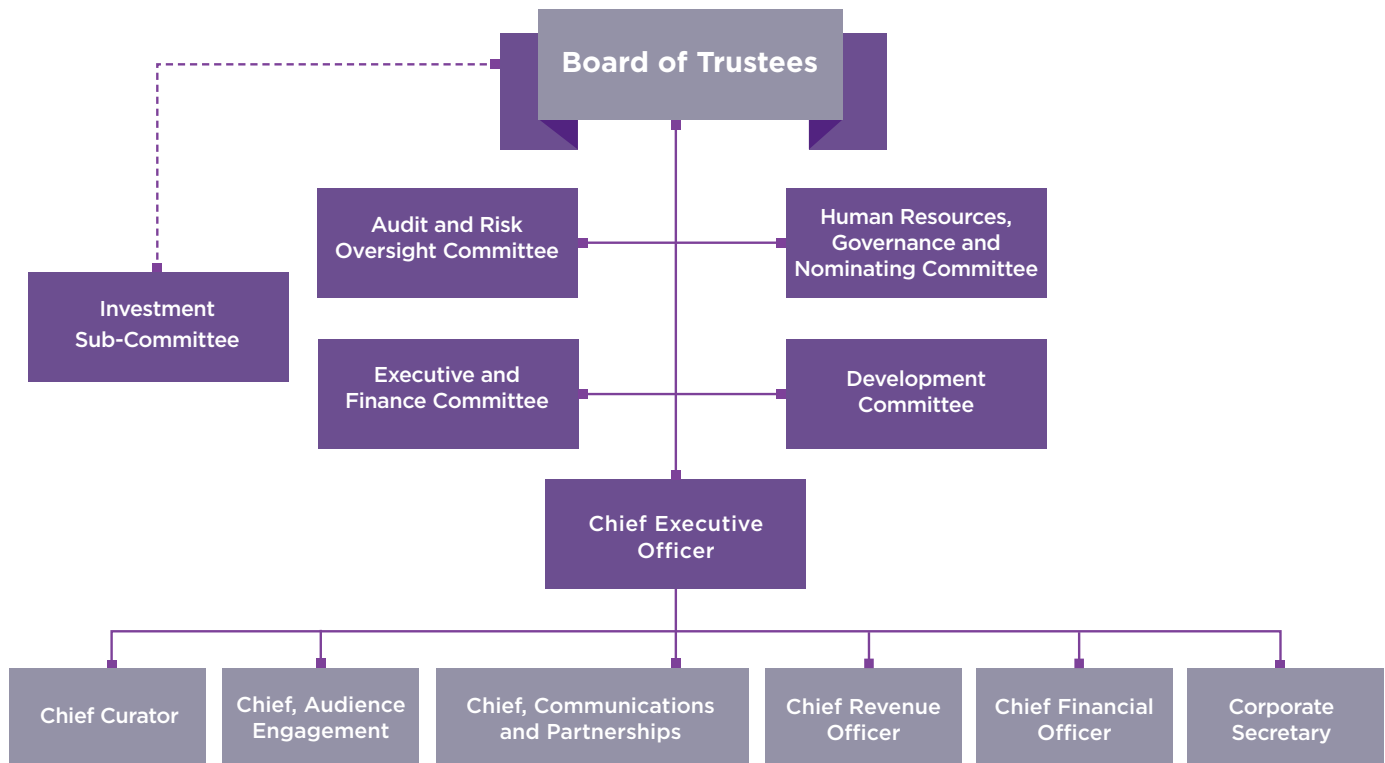 Board of Trustees
Audit and Risk
Oversight Committee
Human Resources,
Governance and
Nominating Committee
Investment
Sub-Committee
Executive and
Finance Committee
Development
Committee
Chief Executive
Officer
Chief Curator
Chief, Audience
Engagement
Chief, Communications
and Partnerships
Chief Revenue
Officer
Chief Financial
Officer
Corporate
Secretary